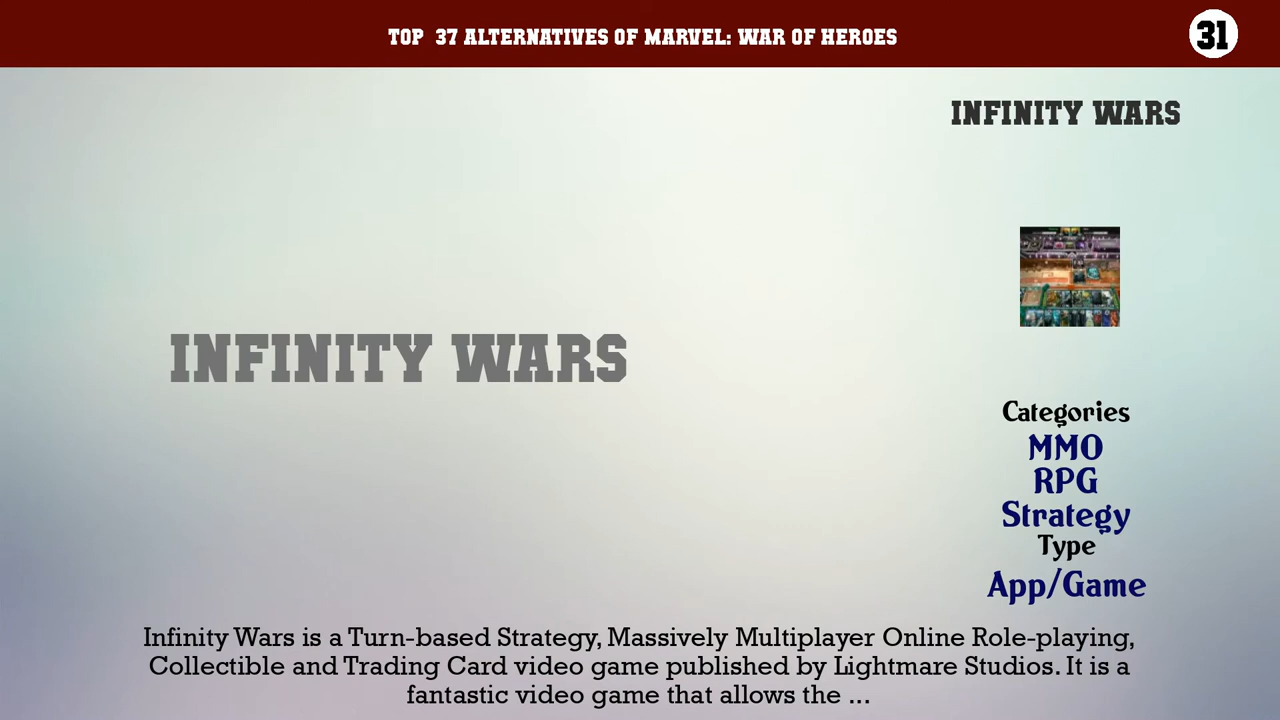 TOP 37 ALTERNATIVES OF MARVEL: WAR OF HEROES
31
INFINITY WARS
INFINITY WARS
Categories
MMO
RPG
Strategy
Type
App/Game
Infinity Wars is a Turn-based Strategy, Massively Multiplayer Online Role-playing,
Collectible and Trading Card video game published by Lightmare Studios. It is a
fantastic video game that allows the ...